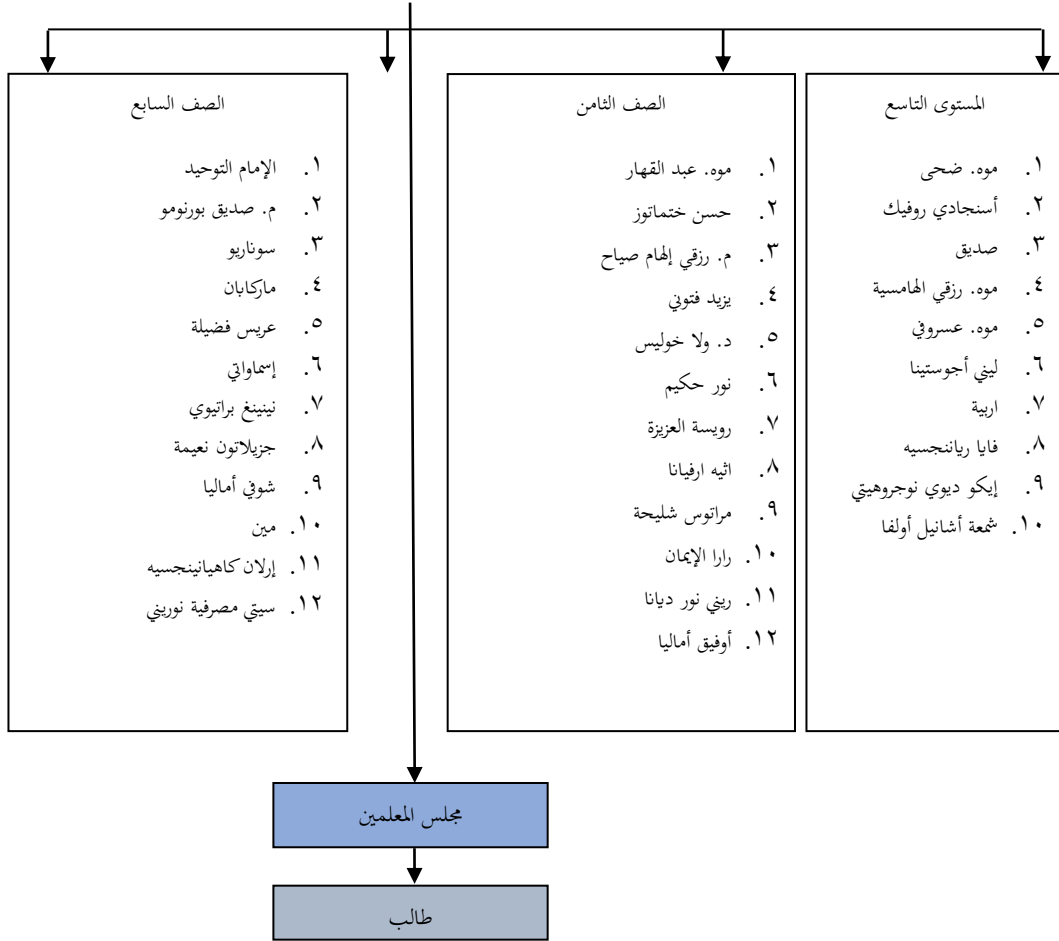 المستوى التاسع
١. موه. ضحى
٢. أسنجادي روفيك
٣. صديق
٤. موه. رزقي الهامسية
٥. موه. عسروفي
٦. ليني أجوستينا
٧. اربية
٨. فايا رياننجسيه
٩. إيكو ديوي نوجروهيتي
١٠. شمعة أشانيل أولفا
الصف الثامن
١. موه. عبد القهار
٢. حسن ختماتوز
٣. م. رزقي إلهام صياح
٤. يزيد فتوني
٥. د. ولا خوليس
٦. نور حكيم
٧. رويسة العزيزة
٨. اثيه ارفيانا
٩. مراتوس شليحة
١٠. رارا الإيمان
١١. ريني نور ديانا
١٢. أوفيق أماليا
الصف السابع
١. الإمام التوحيد
٢. م. صديق بورنومو
٣. سوناريو
٤. ماركابان
٥. عريس فضيلة
٦. إسماواتي
٧. نينينغ براتيوي
٨. جزيلاتون نعيمة
٩. شوفي أماليا
١٠. مين
١١. إرلان كاهيانينجسيه
١٢. سيتي مصرفية نوريني
مجلس المعلمين
طالب